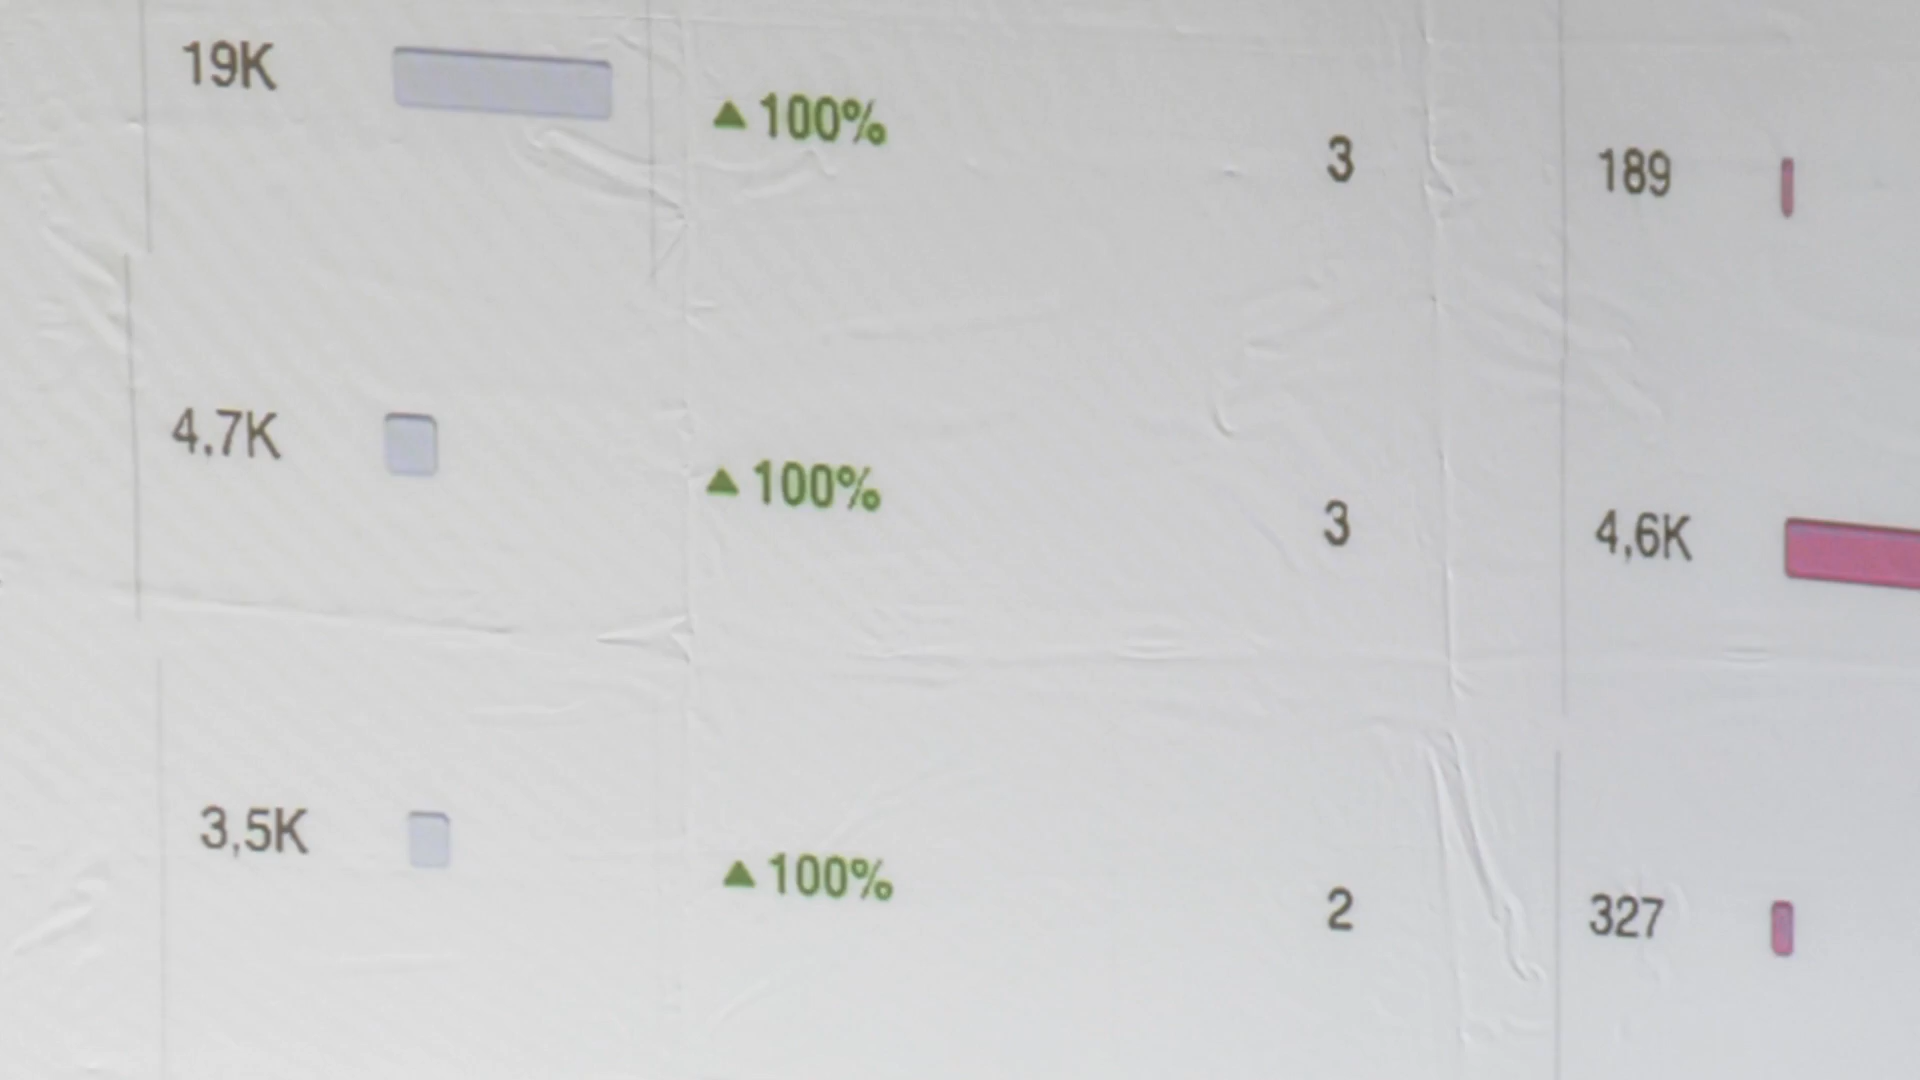 19K ▲100% 3 189
4.7K ▲100% 3 4,6K
3,5K ▲100% 2 327